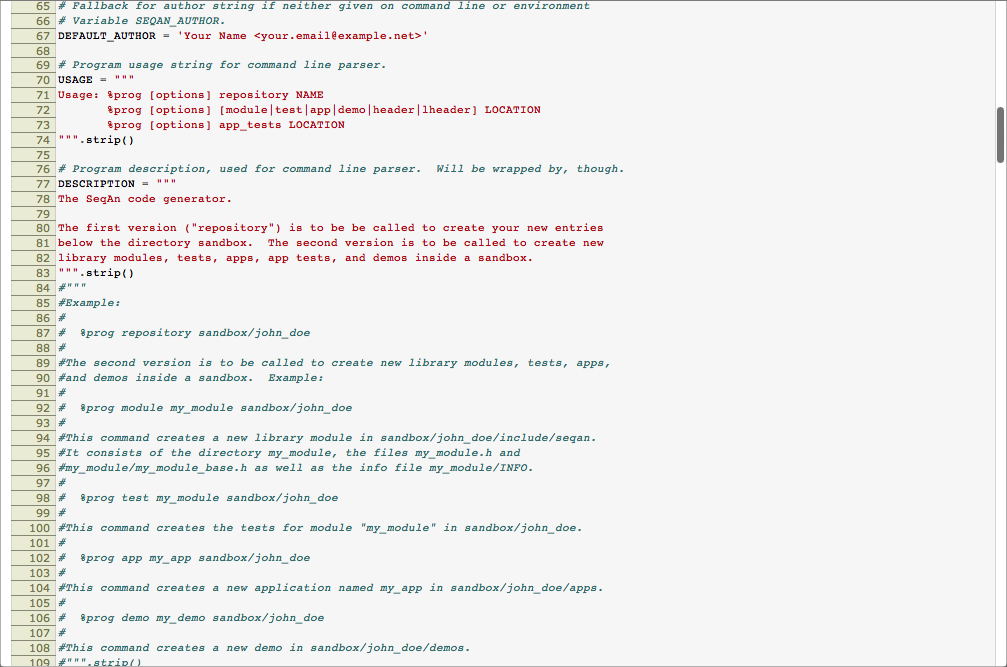 65 # Fallback for author string if neither given on command line or environment
66 # Variable SEQAN_AUTHOR.
67 DEFAULT_AUTHOR = 'Your Name <your.email@example.net>'
68
69 # Program usage string for command line parser.
70 USAGE = """
71 Usage: %prog [options] repository NAME
72        %prog [options] [module|test|app|demo|header|lheader] LOCATION
73        %prog [options] app_tests LOCATION
74 """.strip()
75
76 # Program description, used for command line parser.  Will be wrapped by, though.
77 DESCRIPTION = """
78 The SeqAn code generator.
79
80 The first version ("repository") is to be be called to create your new entries
81 below the directory sandbox.  The second version is to be called to create new
82 library modules, tests, apps, app tests, and demos inside a sandbox.
83 """.strip()
84 #"""
85 #Example:
86 #
87 #  %prog repository sandbox/john_doe
88 #
89 #The second version is to be called to create new library modules, tests, apps,
90 #and demos inside a sandbox.  Example:
91 #
92 #  %prog module my_module sandbox/john_doe
93 #
94 #This command creates a new library module in sandbox/john_doe/include/seqan.
95 #It consists of the directory my_module, the files my_module.h and
96 #my_module/my_module_base.h as well as the info file my_module/INFO.
97 #
98 #  %prog test my_module sandbox/john_doe
99 #
100 #This command creates the tests for module "my_module" in sandbox/john_doe.
101 #
102 #  %prog app my_app sandbox/john_doe
103 #
104 #This command creates a new application named my_app in sandbox/john_doe/apps.
105 #
106 #  %prog demo my_demo sandbox/john_doe
107 #
108 #This command creates a new demo in sandbox/john_doe/demos.
109 #""".strip()